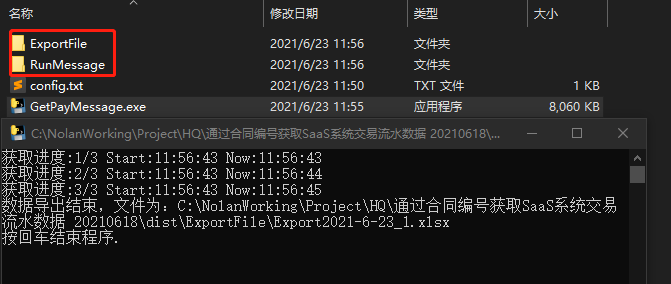 名称 修改日期 类型 大小
ExportFile 2021/6/23 11:56 文件夹
RunMessage 2021/6/23 11:56 文件夹
config.txt 2021/6/23 11:50 TXT 文件 1 KB
GetPayMessage.exe 2021/6/23 11:55 应用程序 8,060 KB
C:\NolanWorking\Project\HQ\通过合同编号获取SaaS系统交易流水数据 20210618\...
获取进度:1/3 Start:11:56:43 Now:11:56:43
获取进度:2/3 Start:11:56:43 Now:11:56:44
获取进度:3/3 Start:11:56:43 Now:11:56:45
数据导出结束，文件为：C:\NolanWorking\Project\HQ\通过合同编号获取SaaS系统交易
流水数据 20210618\dist\ExportFile\Export2021-6-23_1.xlsx
按回车结束程序.